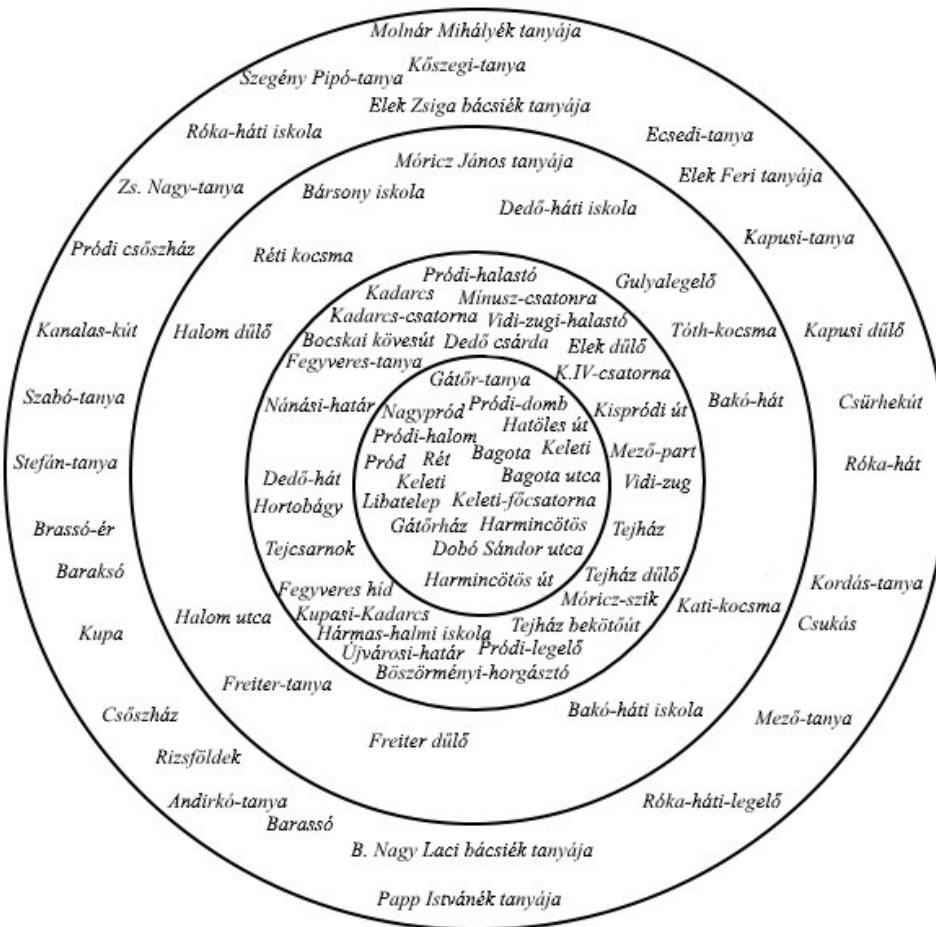 Molnár Mihályék tanyája
Kőszegi-tanya
Szegény Pipó-tanya
Elek Zsiga bácsiék tanyája
Róka-háti iskola
Ecsedi-tanya
Móricz János tanyája
Elek Feri tanyája
Zs. Nagy-tanya
Bársony iskola
Dedő-háti iskola
Kapusi-tanya
Pródi csőszház
Réti kocsma
Pródi-halastó
Gulyalegelő
Kadarcs
Mínusz-csatonra
Kadarcs-csatorna
Vidi-zugi-halastó
Kanalas-kút
Halom dűlő
Tóth-kocsma
Kapusi dűlő
Bocskai kövesút
Dedő csárda
Elek dűlő
Fegyveres-tanya
K.IV-csatorna
Gátőr-tanya
Szabó-tanya
Nánási-határ
Nagypród
Pródi-domb
Kispródi út
Bakó-hát
Csürhekút
Hatöles út
Pródi-halom
Keleti
Mező-part
Stefán-tanya
Pród
Rét
Bagota
Róka-hát
Dedő-hát
Keleti
Bagota utca
Vidi-zug
Hortobágy
Libatelep
Keleti-főcsatorna
Brassó-ér
Gátőrház
Harmincötös
Tejház
Tejcsarnok
Dobó Sándor utca
Baraksó
Harmincötös út
Tejház dűlő
Kordás-tanya
Fegyveres híd
Móricz-szik
Kati-kocsma
Halom utca
Kupasi-Kadarcs
Tejház bekötőút
Csukás
Kupa
Hármas-halmi iskola
Újvárosi-határ
Pródi-legelő
Böszörményi-horgásztó
Freiter-tanya
Bakó-háti iskola
Csőszház
Mező-tanya
Freiter dűlő
Rizsföldek
Andirkó-tanya
Róka-háti-legelő
Barassó
B. Nagy Laci bácsiék tanyája
Papp Istvánék tanyája